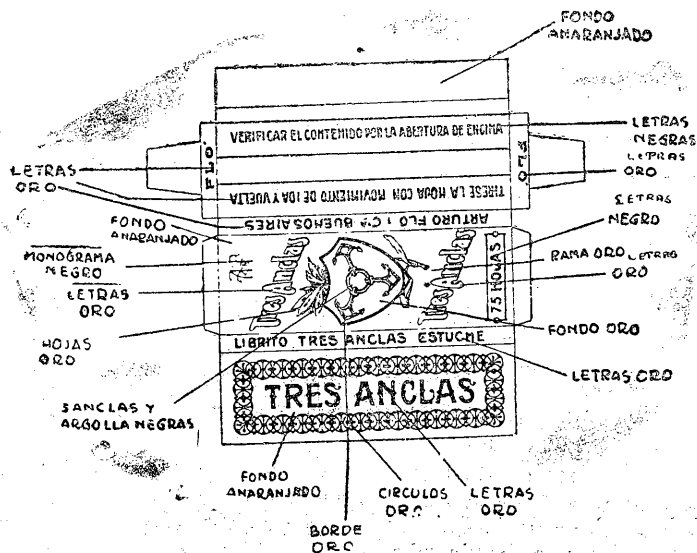 FONDO
ANARANJADO
VERIFICAR EL CONTENIDO POR LA ABERTURA DE ENCIMA
LETRAS
NEGRAS
LETRAS
ORO
FLO
LETRAS
ORO
TIRESE LA HOJA CON MOVIMIENTO DE IDA Y VUELTA
ARTURO FLO Y Cª BUENOS AIRES
LETRAS
NEGRO
FONDO
ANARANJADO
MONOGRAMA
NEGRO
LETRAS
ORO
HOJAS
ORO
Tres Anclas
Tres Anclas
75 HOJAS
RAMA ORO LETRAS
ORO
FONDO ORO
LIBRITO TRES ANCLAS ESTUCHE
LETRAS ORO
TRES ANCLAS
3 ANCLAS Y
ARGOLLA NEGRAS
FONDO
ANARANJADO
BORDE
ORO
CIRCULOS
ORO
LETRAS
ORO